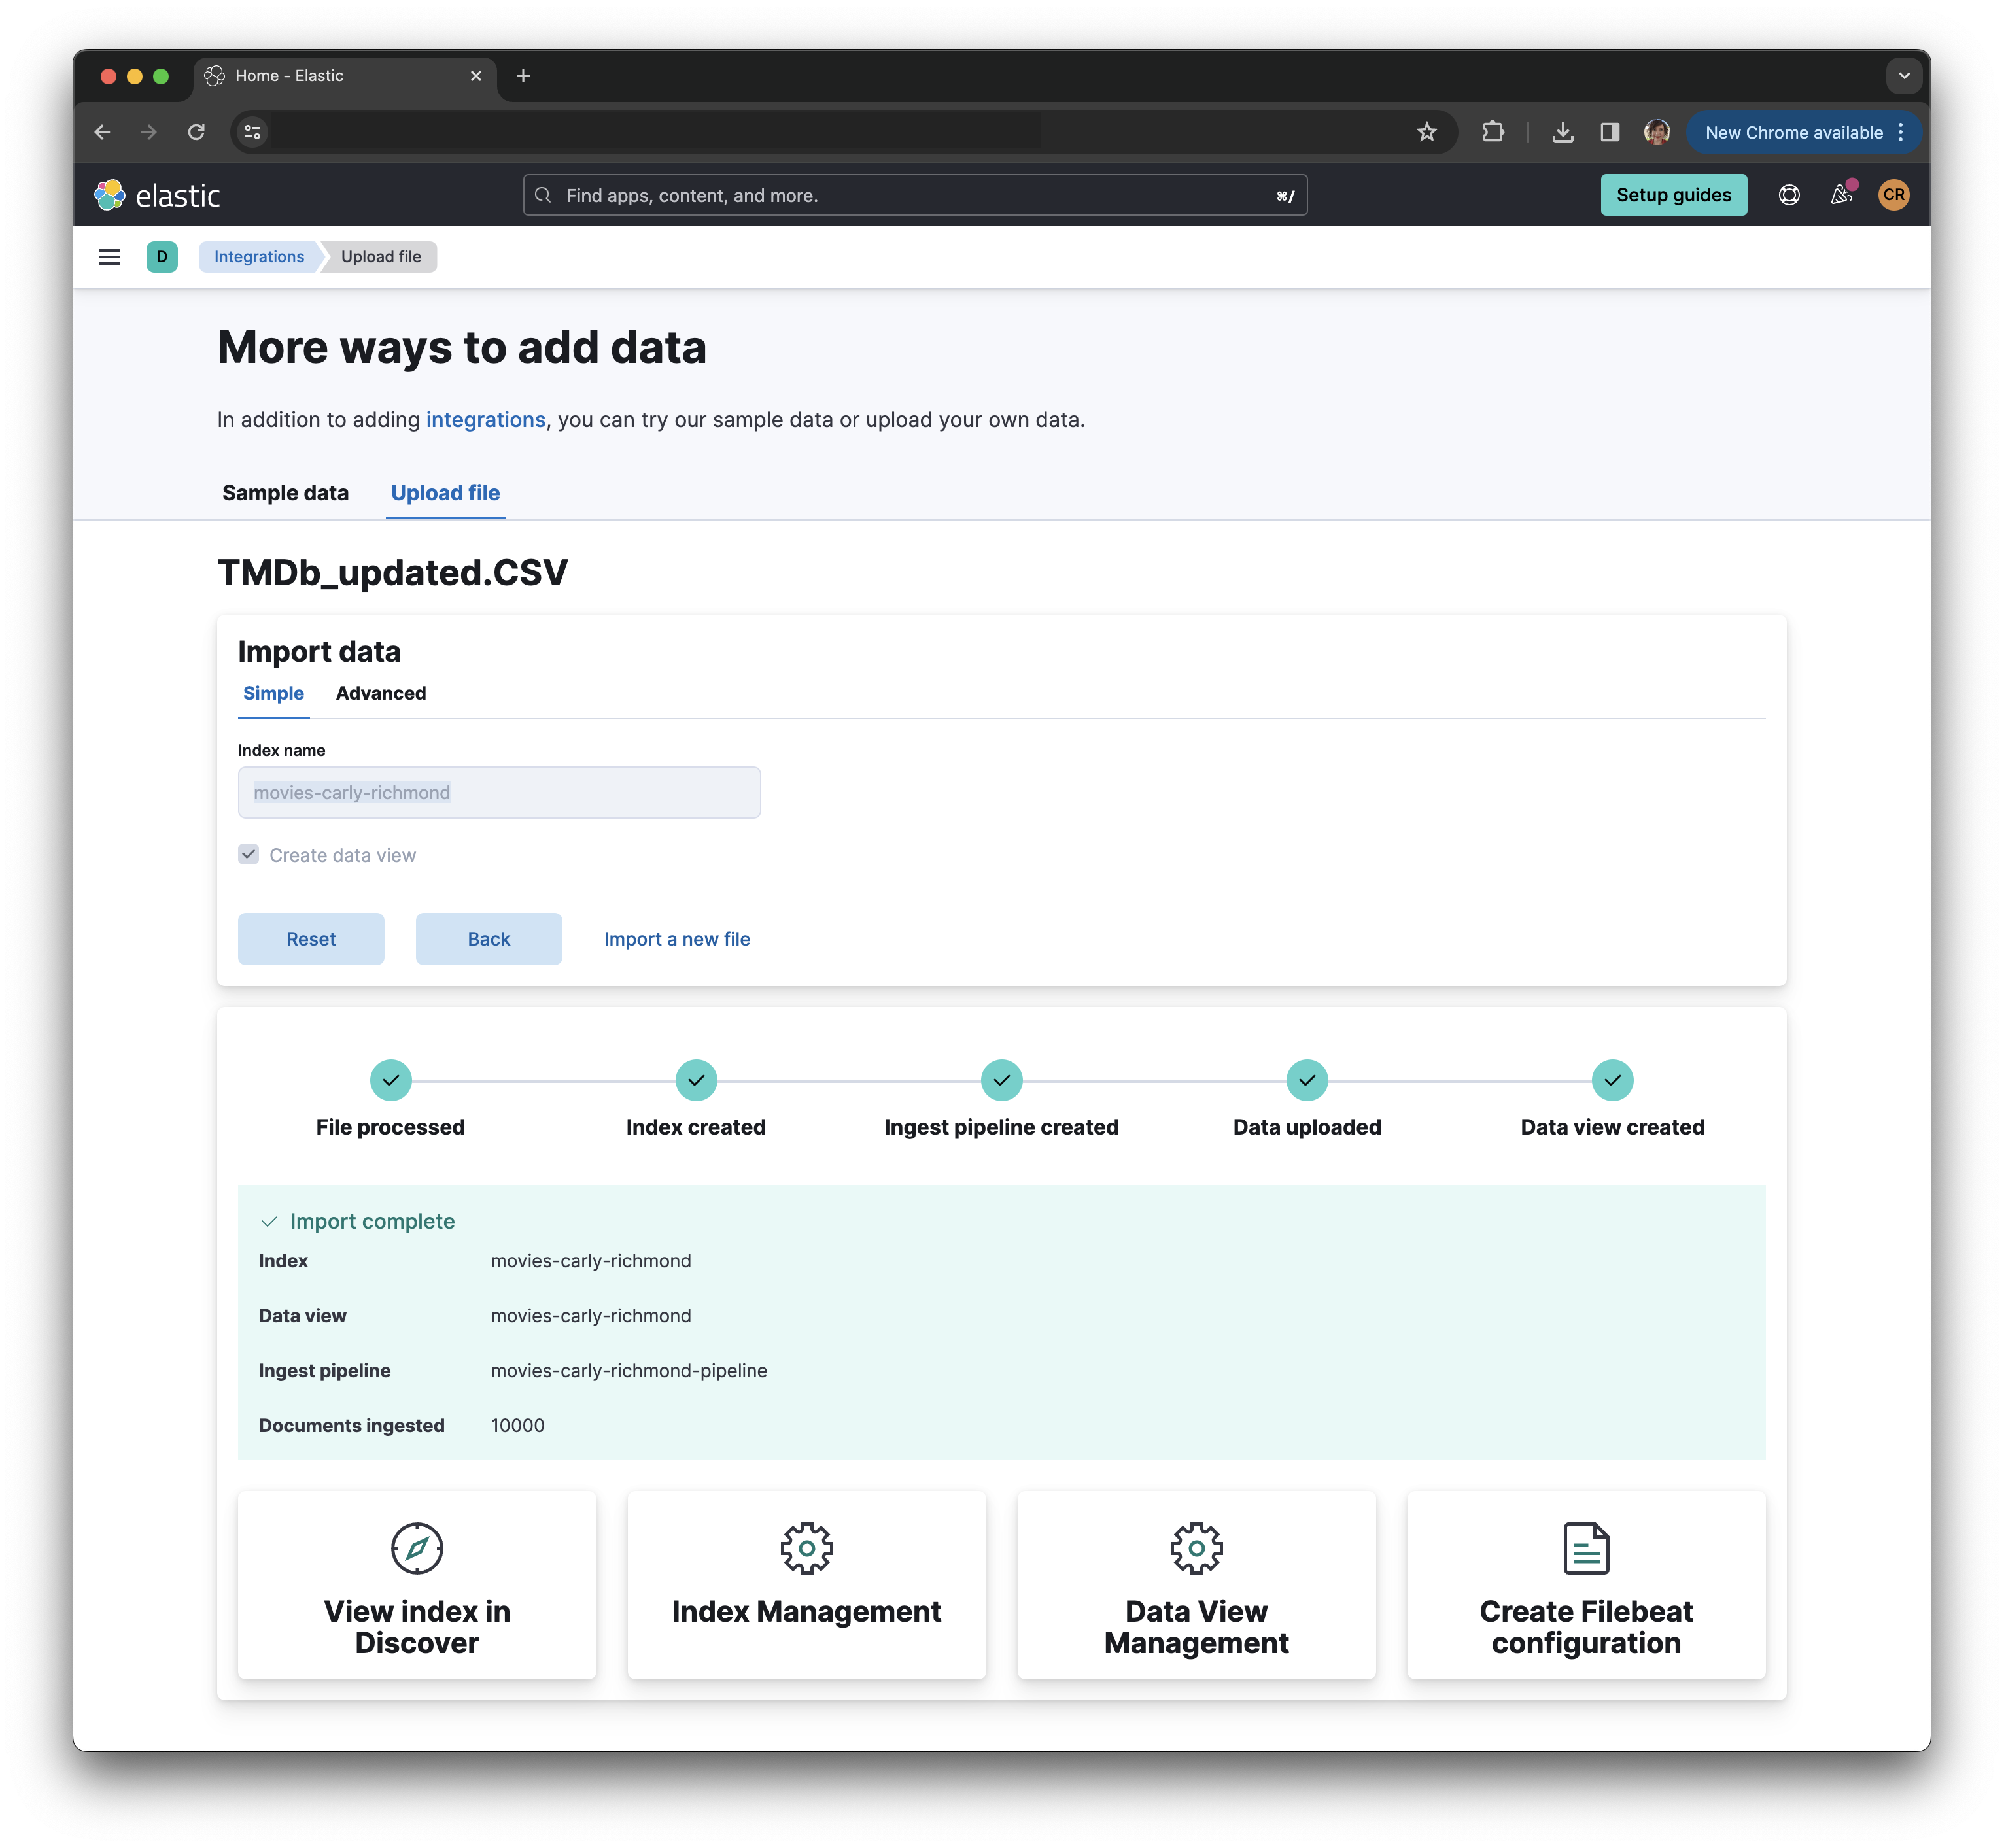 Home - Elastic
New Chrome available
elastic
Find apps, content, and more.
⌘/
Setup guides
CR
D
Integrations
Upload file
More ways to add data
In addition to adding integrations, you can try our sample data or upload your own data.
Sample data
Upload file
TMDb_updated.CSV
Import data
Simple
Advanced
Index name
movies-carly-richmond
Create data view
Reset
Back
Import a new file
File processed
Index created
Ingest pipeline created
Data uploaded
Data view created
Import complete
Index
movies-carly-richmond
Data view
movies-carly-richmond
Ingest pipeline
movies-carly-richmond-pipeline
Documents ingested
10000
View index in
Discover
Index Management
Data View
Management
Create Filebeat
configuration